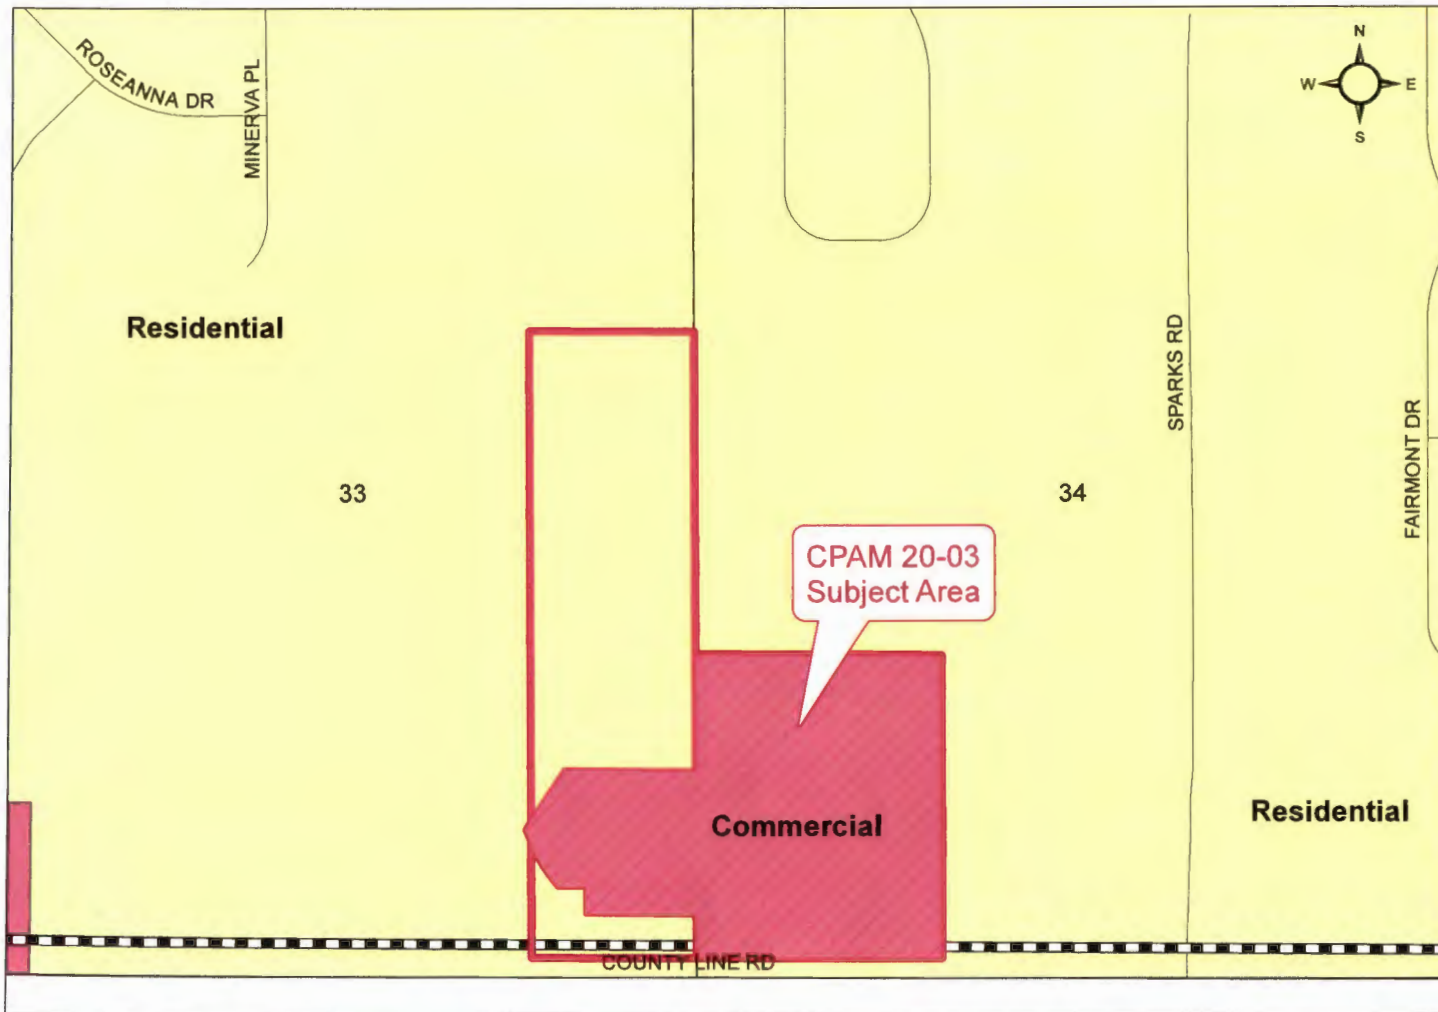 ROSEANNA DR
MINERVA PL
N
W
E
S
Residential
SPARKS RD
FAIRMONT DR
33
34
CPAM 20-03
Subject Area
Commercial
Residential
COUNTY LINE RD